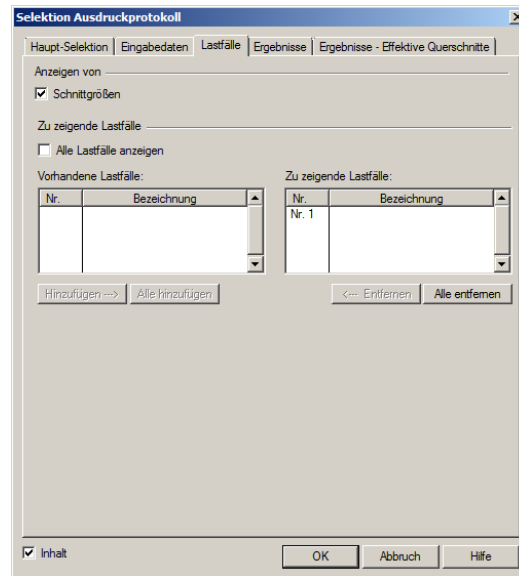 Selektion Ausdruckprotokoll
Haupt-Selektion Eingabedaten Lastfälle Ergebnisse Ergebnisse - Effektive Querschnitte
Anzeigen von
Schnittgrößen
Zu zeigende Lastfälle
Alle Lastfälle anzeigen
Vorhandene Lastfälle: Zu zeigende Lastfälle:
Nr. Bezeichnung Nr. Bezeichnung
Nr. 1
Hinzufügen ---> Alle hinzufügen <--- Entfernen Alle entfernen
Inhalt OK Abbruch Hilfe